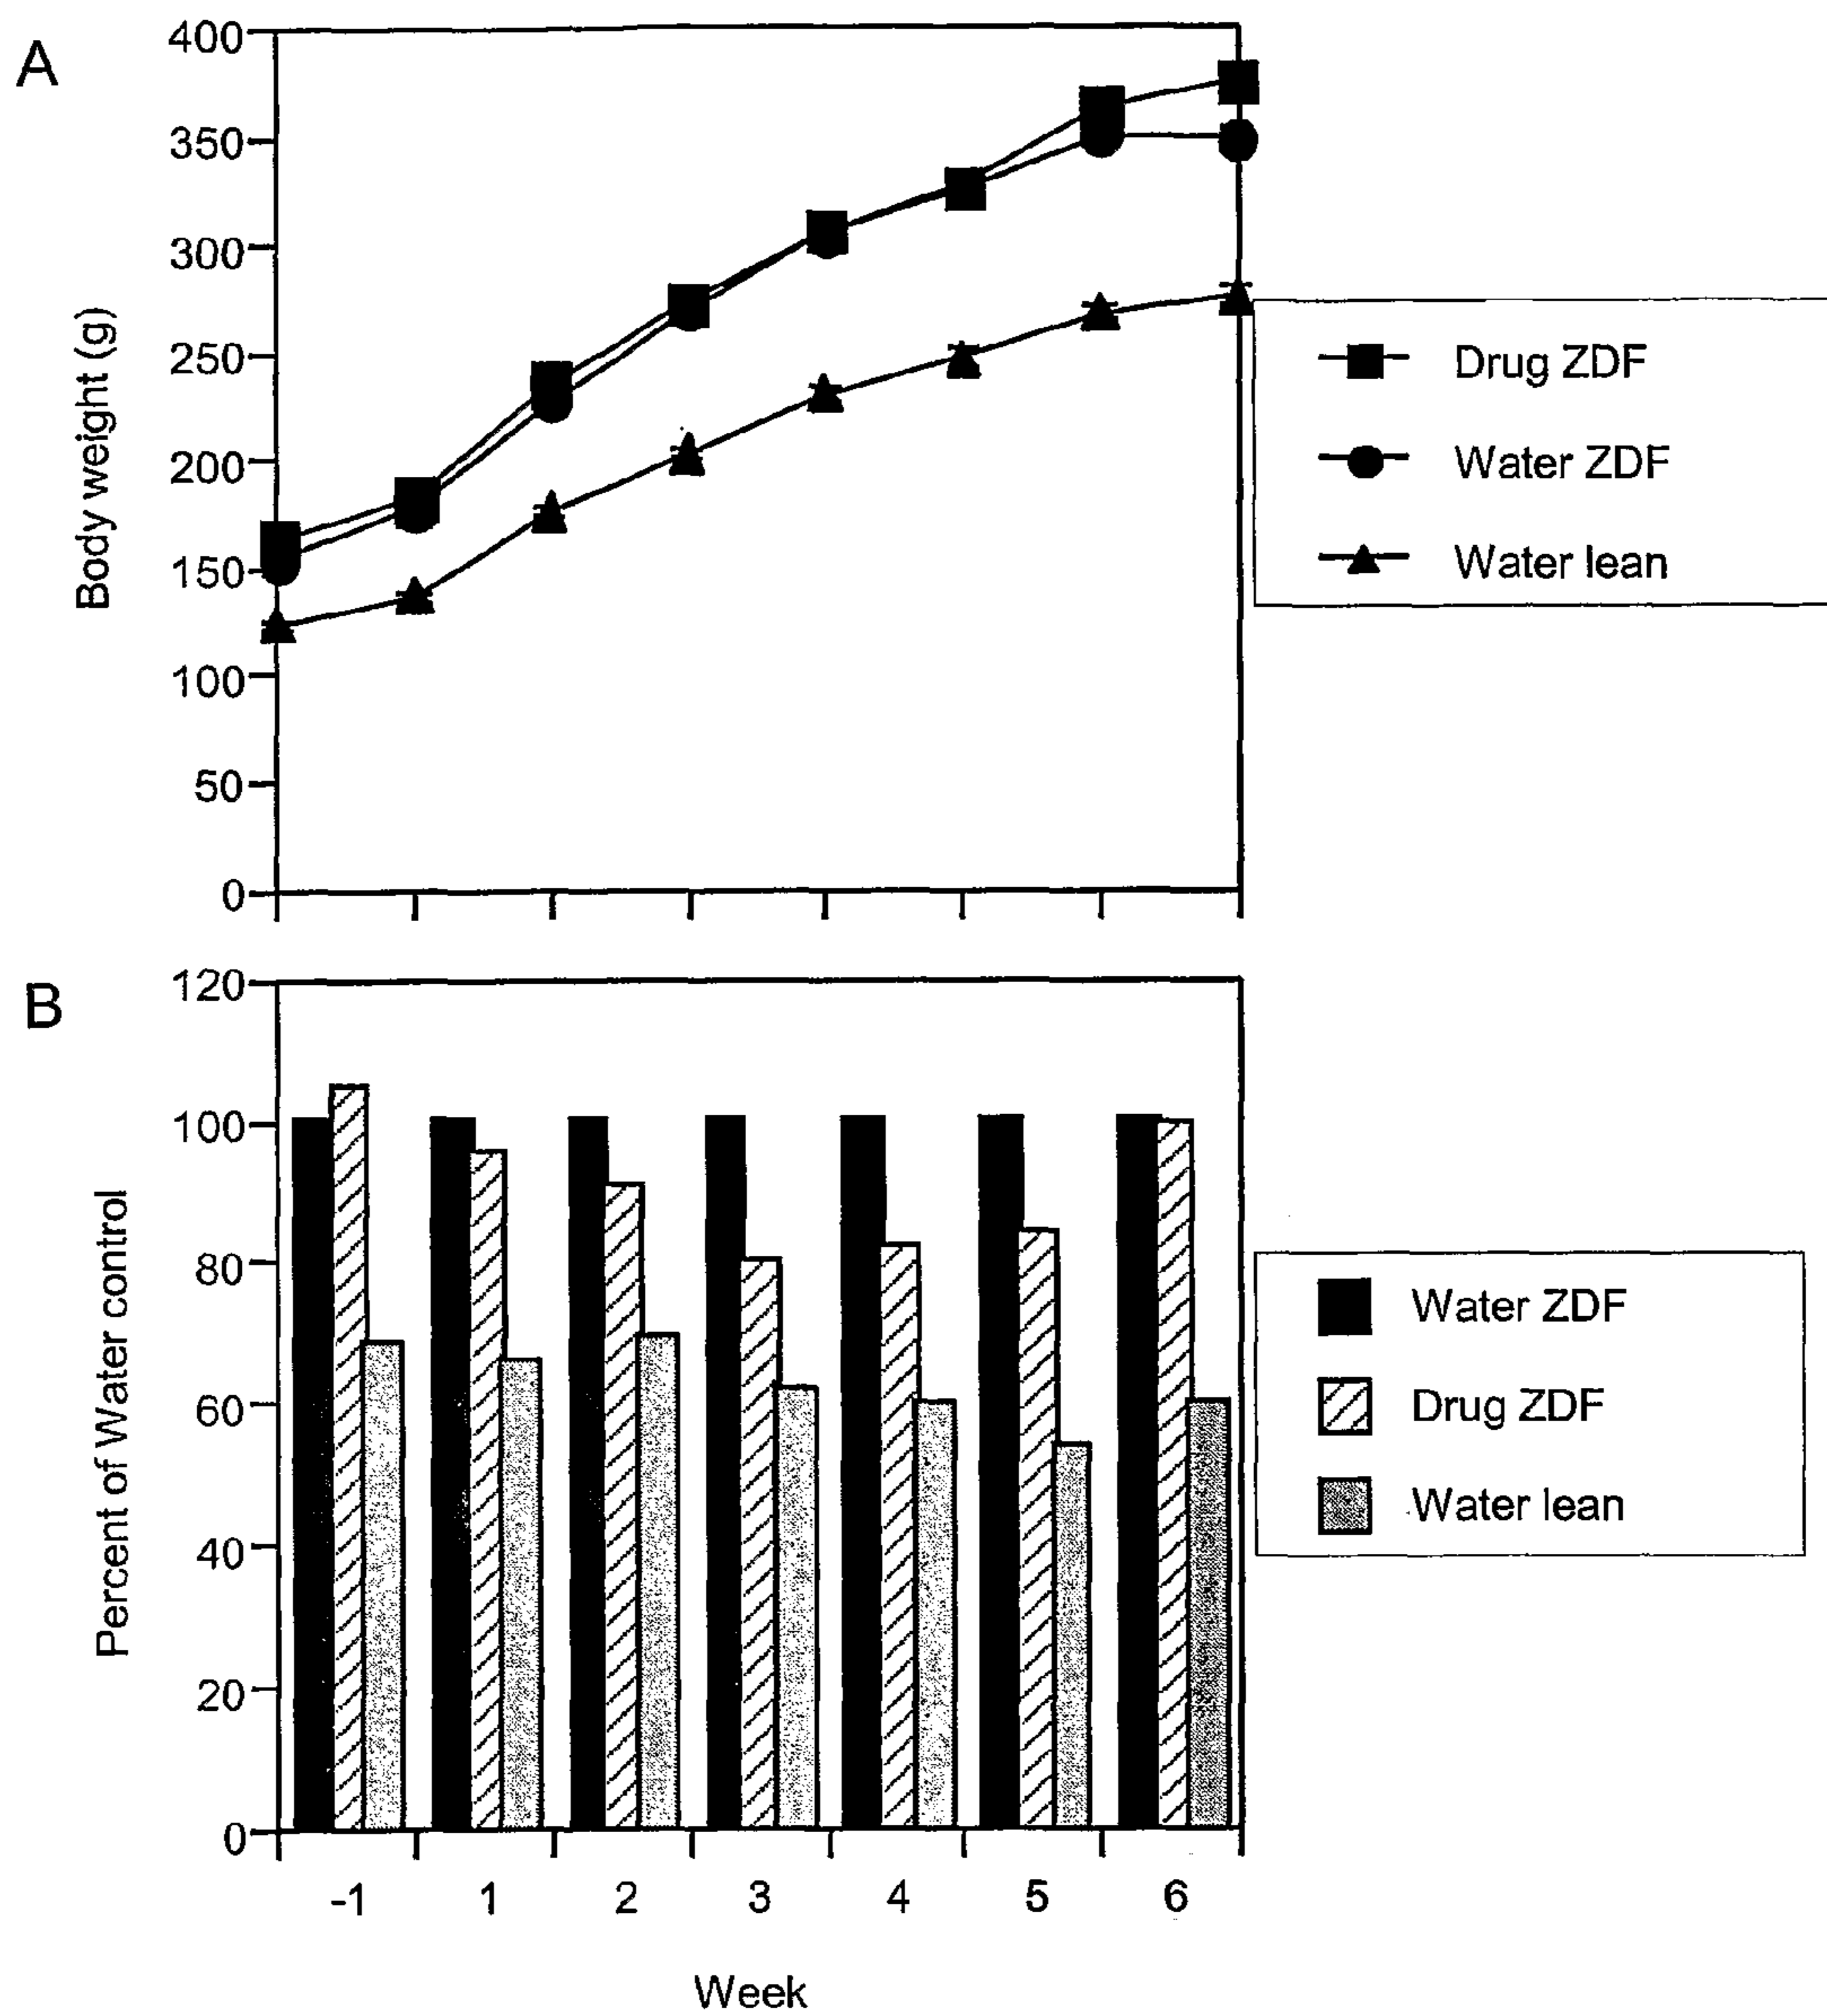 A
400
350
300
250
200
150
100
50
0
Body weight (g)
Drug ZDF
Water ZDF
Water lean
B
120
100
80
60
40
20
0
Percent of Water control
Water ZDF
Drug ZDF
Water lean
-1 1 2 3 4 5 6
Week